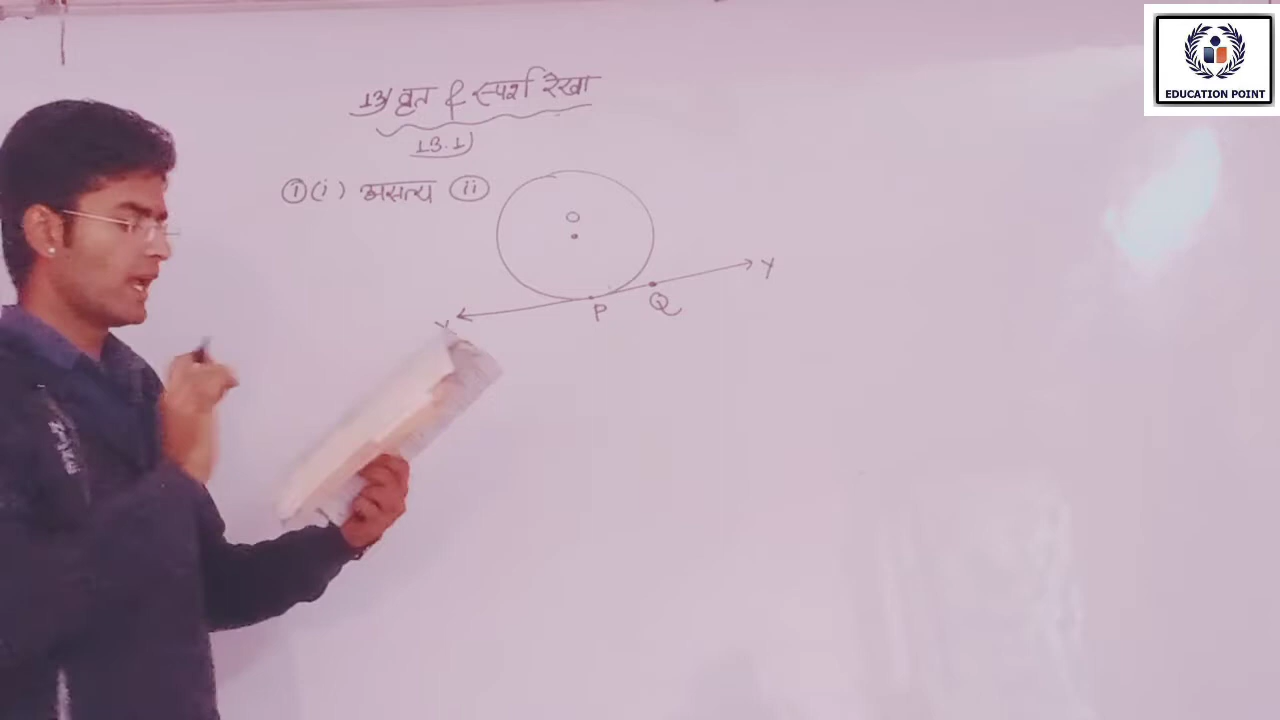 13) वृत & स्पर्श रेखा
13.1)
① (i) असत्य (ii)
O
Y
P Q
EDUCATION POINT